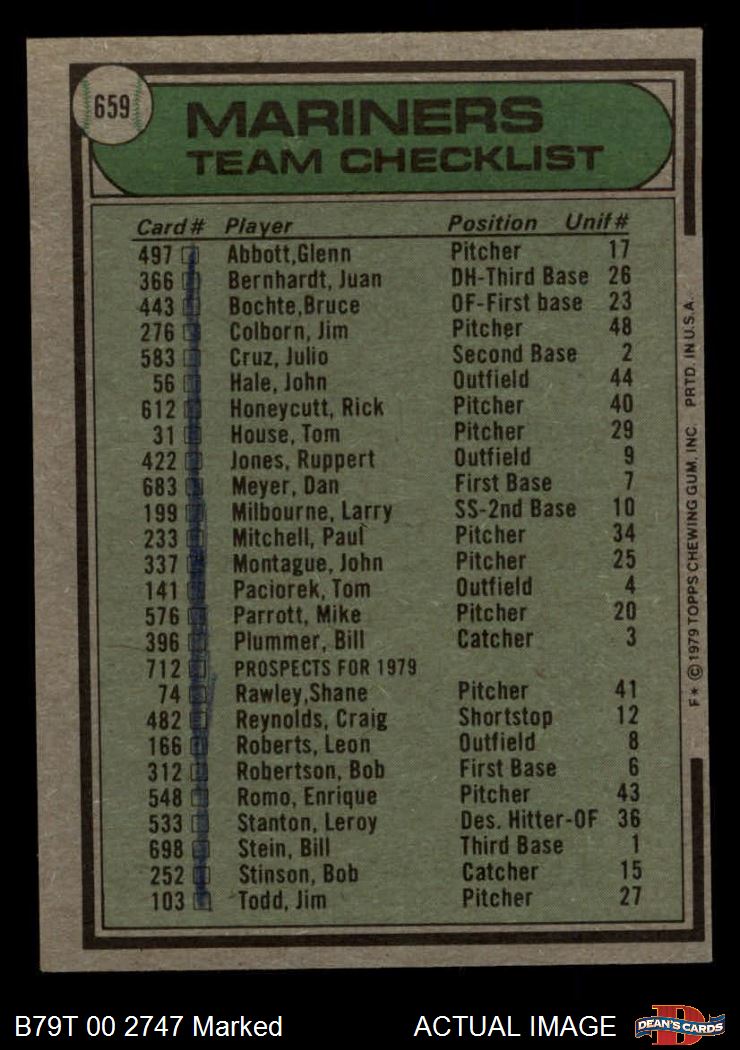 659
MARINERS
TEAM CHECKLIST
Card # Player Position Unif #
497 Abbott,Glenn Pitcher 17
366 Bernhardt, Juan DH-Third Base 26
443 Bochte,Bruce OF-First base 23
276 Colborn, Jim Pitcher 48
583 Cruz, Julio Second Base 2
56 Hale, John Outfield 44
612 Honeycutt, Rick Pitcher 40
31 House, Tom Pitcher 29
422 Jones, Ruppert Outfield 9
683 Meyer, Dan First Base 7
199 Milbourne, Larry SS-2nd Base 10
233 Mitchell, Paul Pitcher 34
337 Montague, John Pitcher 25
141 Paciorek, Tom Outfield 4
576 Parrott, Mike Pitcher 20
396 Plummer, Bill Catcher 3
712 PROSPECTS FOR 1979
74 Rawley,Shane Pitcher 41
482 Reynolds, Craig Shortstop 12
166 Roberts, Leon Outfield 8
312 Robertson, Bob First Base 6
548 Romo, Enrique Pitcher 43
533 Stanton, Leroy Des. Hitter-OF 36
698 Stein, Bill Third Base 1
252 Stinson, Bob Catcher 15
103 Todd, Jim Pitcher 27
F* © 1979 TOPPS CHEWING GUM, INC. PRTD. IN U.S.A.
B79T 00 2747 Marked ACTUAL IMAGE
D
DEAN'S CARDS